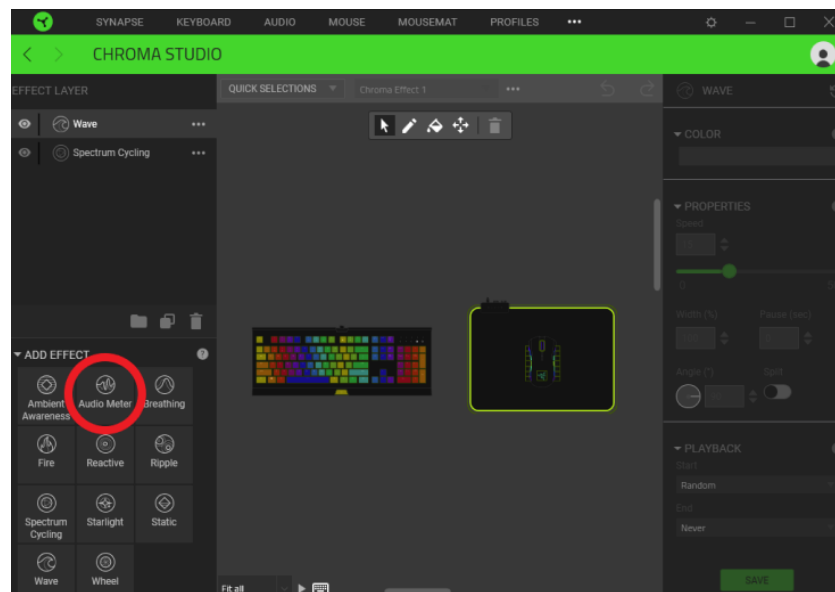 SYNAPSE KEYBOARD AUDIO MOUSE MOUSEMAT PROFILES
CHROMA STUDIO
EFFECT LAYER
QUICK SELECTIONS Chroma Effect 1
WAVE
Wave
Spectrum Cycling
COLOR
PROPERTIES
Speed
0
Width (%) Pause (sec)
Angle (°) Split
ADD EFFECT
?
Ambient
Awareness
Audio Meter
Breathing
Fire
Reactive
Ripple
Spectrum
Cycling
Starlight
Static
Wave
Wheel
PLAYBACK
Start
Random
End
Never
SAVE
Fit all